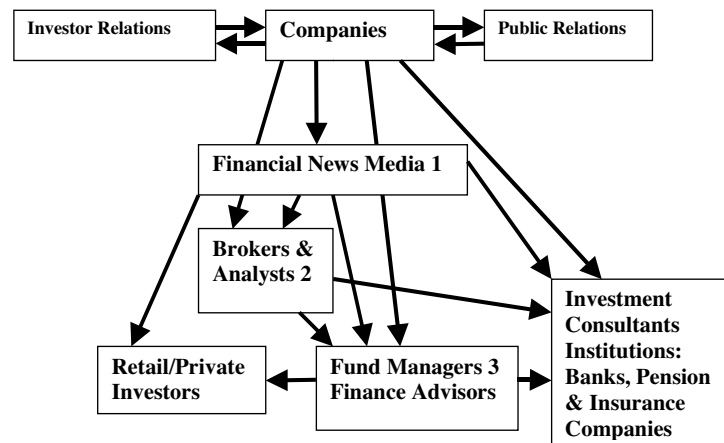 Investor Relations
Companies
Public Relations
Financial News Media 1
Brokers &
Analysts 2
Retail/Private
Investors
Fund Managers 3
Finance Advisors
Investment
Consultants
Institutions:
Banks, Pension
& Insurance
Companies